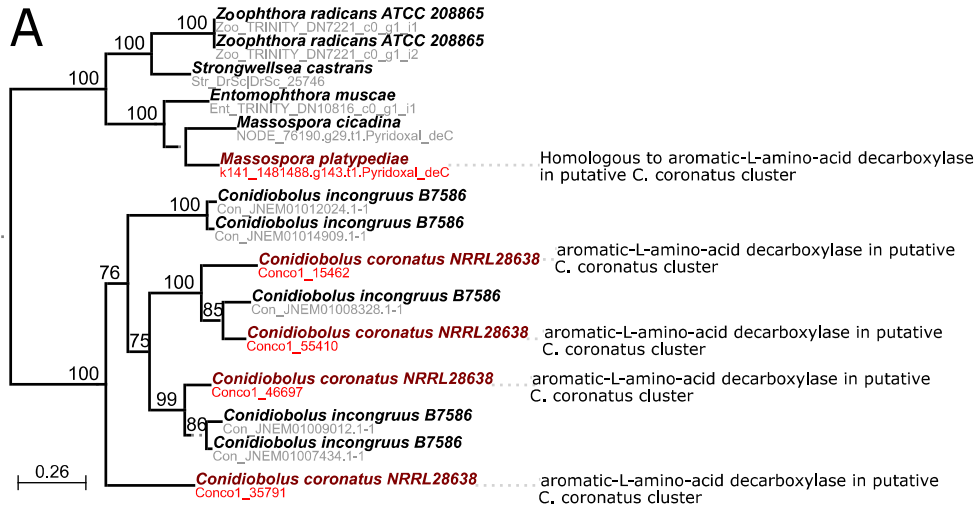 A
Zoophthora radicans ATCC 208865
Zoo_TRINITY_DN7221_c0_g1_i1
100
Zoophthora radicans ATCC 208865
Zoo_TRINITY_DN7221_c0_g1_i2
100
Strongwellsea castrans
Str_DrSc|DrSc_25746
100
Entomophthora muscae
Ent_TRINITY_DN10816_c0_g1_i1
100
Massospora cicadina
NODE_76190.g29.t1.Pyridoxal_deC
Massospora platypediae
k141_1481488.g143.t1.Pyridoxal_deC
Homologous to aromatic-L-amino-acid decarboxylase
in putative C. coronatus cluster
Conidiobolus incongruus B7586
Con_JNEM01012024.1-1
100
Conidiobolus incongruus B7586
Con_JNEM01014909.1-1
76
Conidiobolus coronatus NRRL28638
Conco1_15462
aromatic-L-amino-acid decarboxylase in putative
C. coronatus cluster
100
Conidiobolus incongruus B7586
Con_JNEM01008328.1-1
85
75
Conidiobolus coronatus NRRL28638
Conco1_55410
aromatic-L-amino-acid decarboxylase in putative
C. coronatus cluster
100
Conidiobolus coronatus NRRL28638
Conco1_46697
aromatic-L-amino-acid decarboxylase in putative
C. coronatus cluster
99
Conidiobolus incongruus B7586
Con_JNEM01009012.1-1
86
Conidiobolus incongruus B7586
Con_JNEM01007434.1-1
0.26
Conidiobolus coronatus NRRL28638
Conco1_35791
aromatic-L-amino-acid decarboxylase in putative
C. coronatus cluster